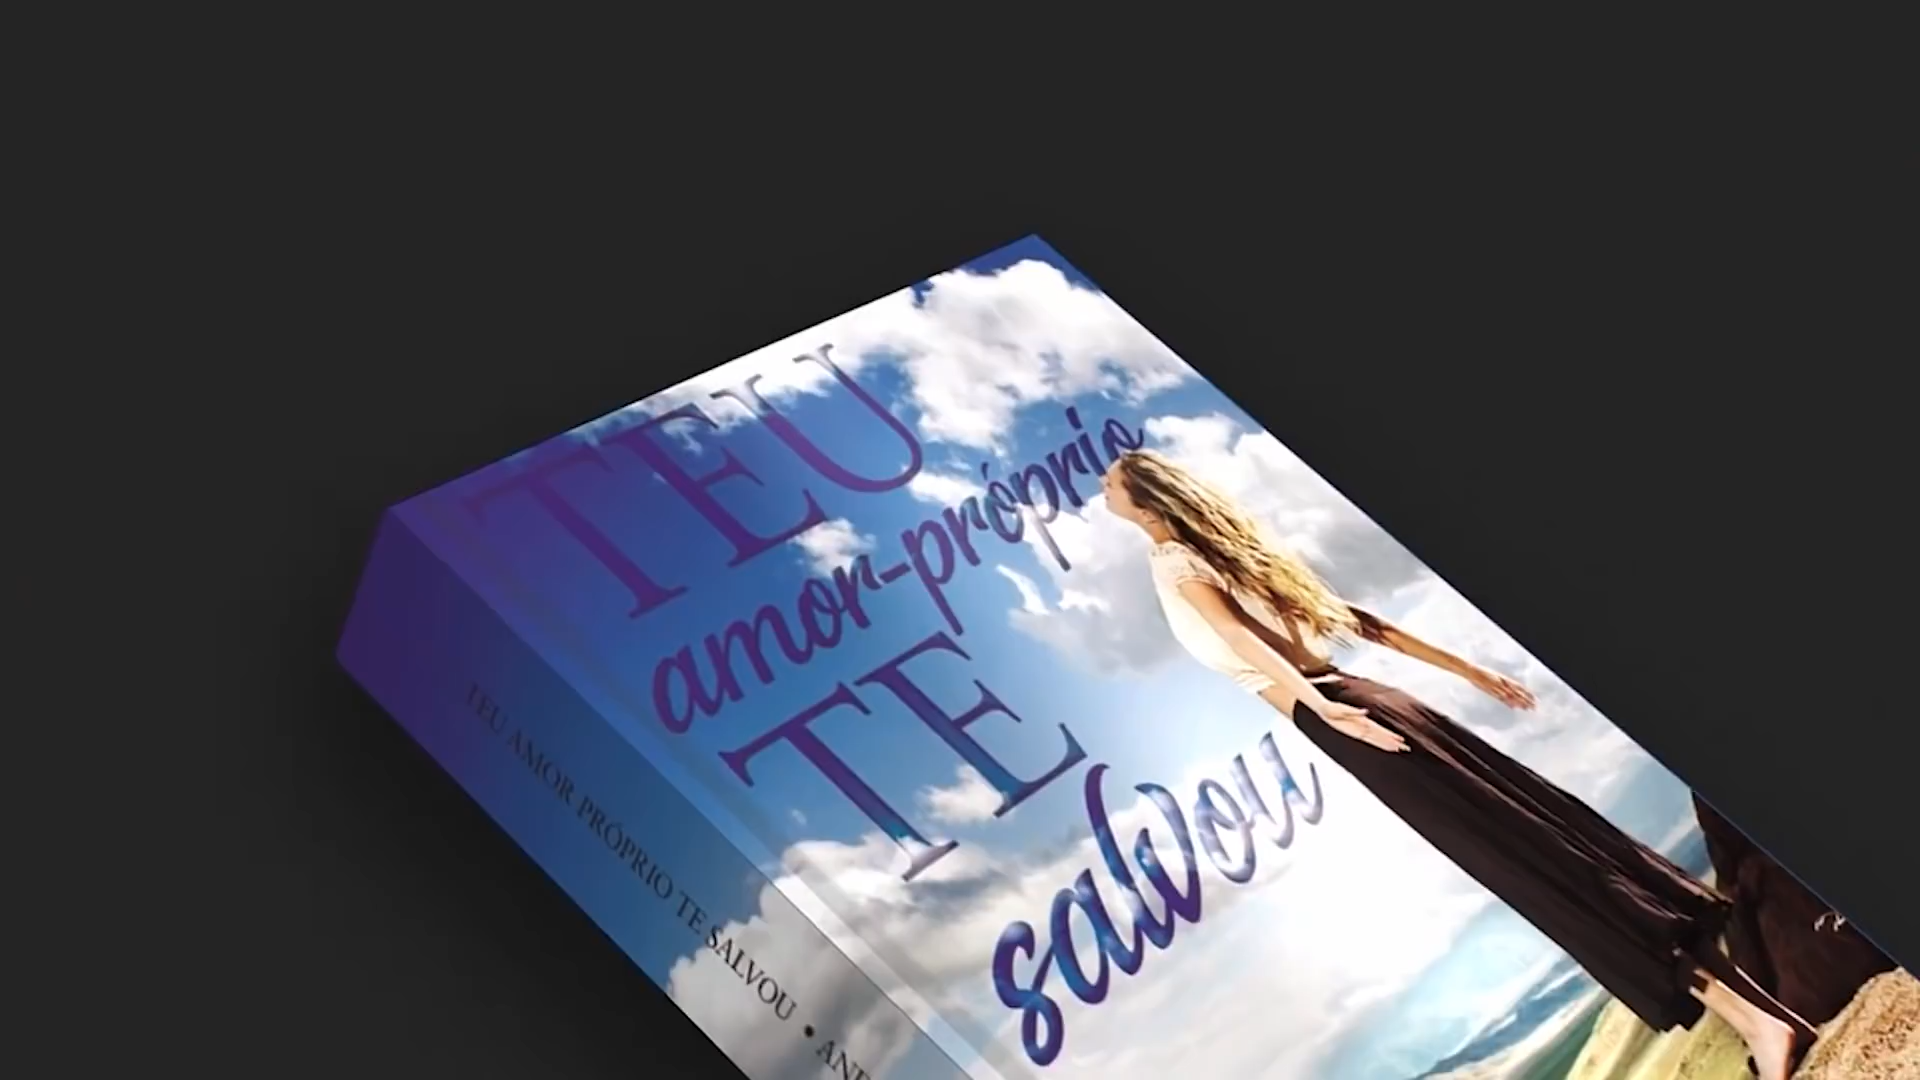 TEU
amor-próprio
TE
salvou
TEU AMOR PRÓPRIO TE SALVOU •